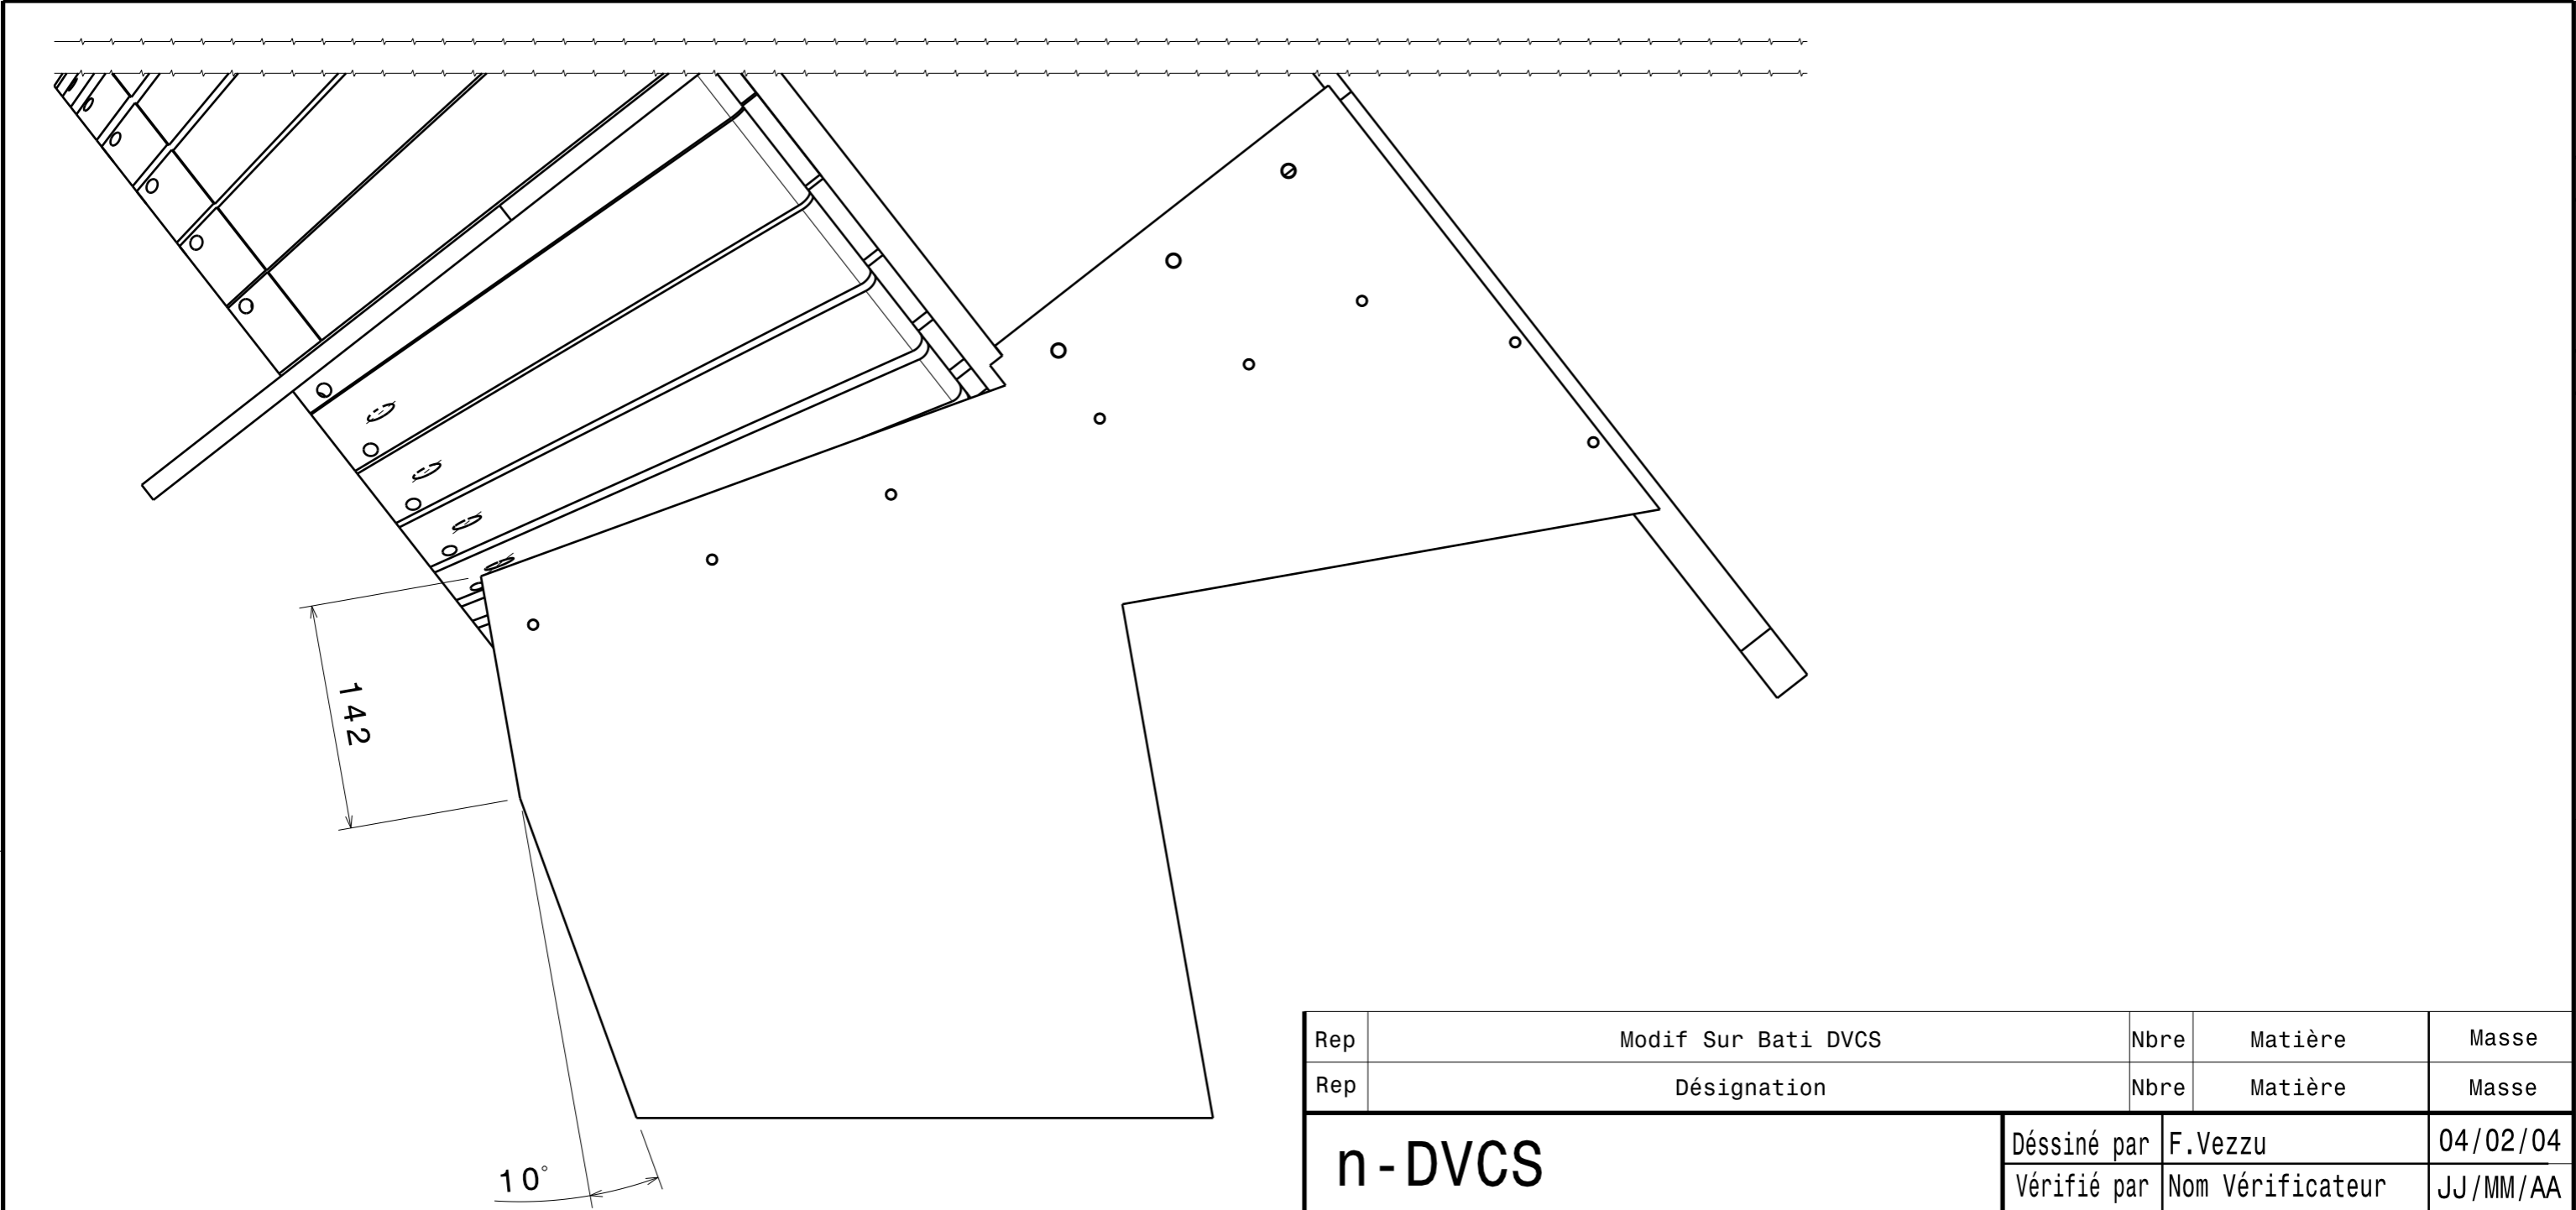 142
10°
Rep Modif Sur Bati DVCS Nbre Matière Masse
Rep Désignation Nbre Matière Masse
n-DVCS
Déssiné par F.Vezzu 04/02/04
Vérifié par Nom Vérificateur JJ/MM/AA